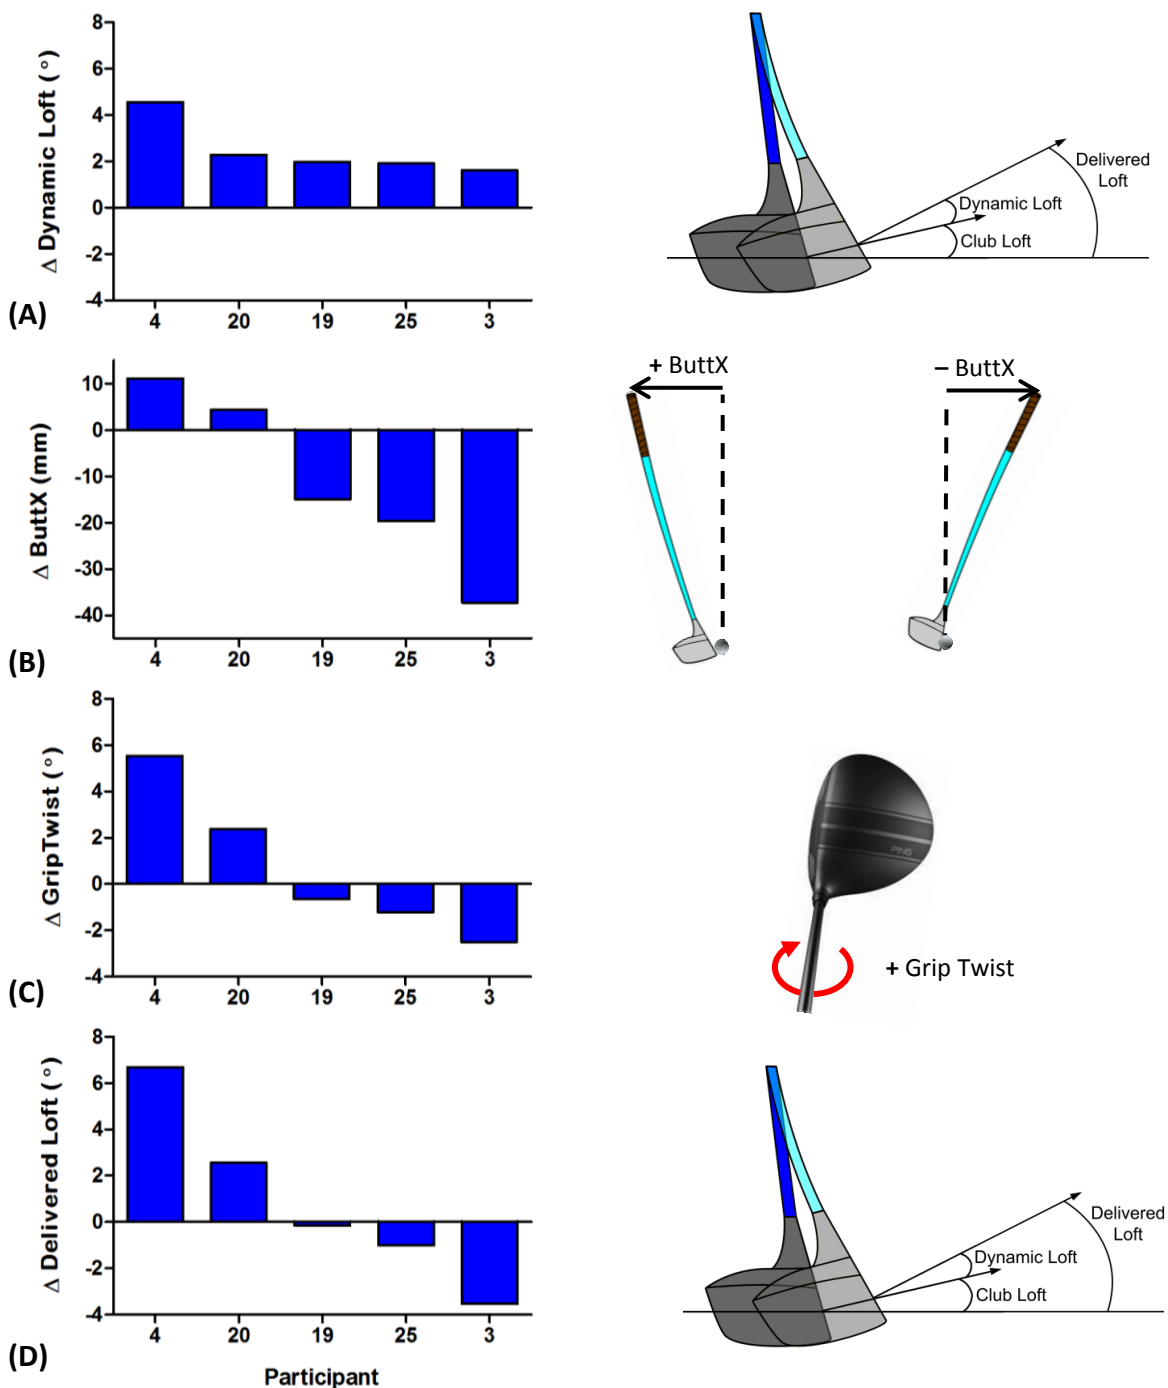 Δ Dynamic Loft (°)
8
6
4
2
0
-2
-4
4 20 19 25 3
(A)
Delivered
Loft
Dynamic Loft
Club Loft
Δ ButtX (mm)
10
0
-10
-20
-30
-40
4 20 19 25 3
(B)
+ ButtX
– ButtX
Δ GripTwist (°)
8
6
4
2
0
-2
-4
4 20 19 25 3
(C)
PING
+ Grip Twist
Δ Delivered Loft (°)
8
6
4
2
0
-2
-4
4 20 19 25 3
(D)
Participant
Delivered
Loft
Dynamic Loft
Club Loft